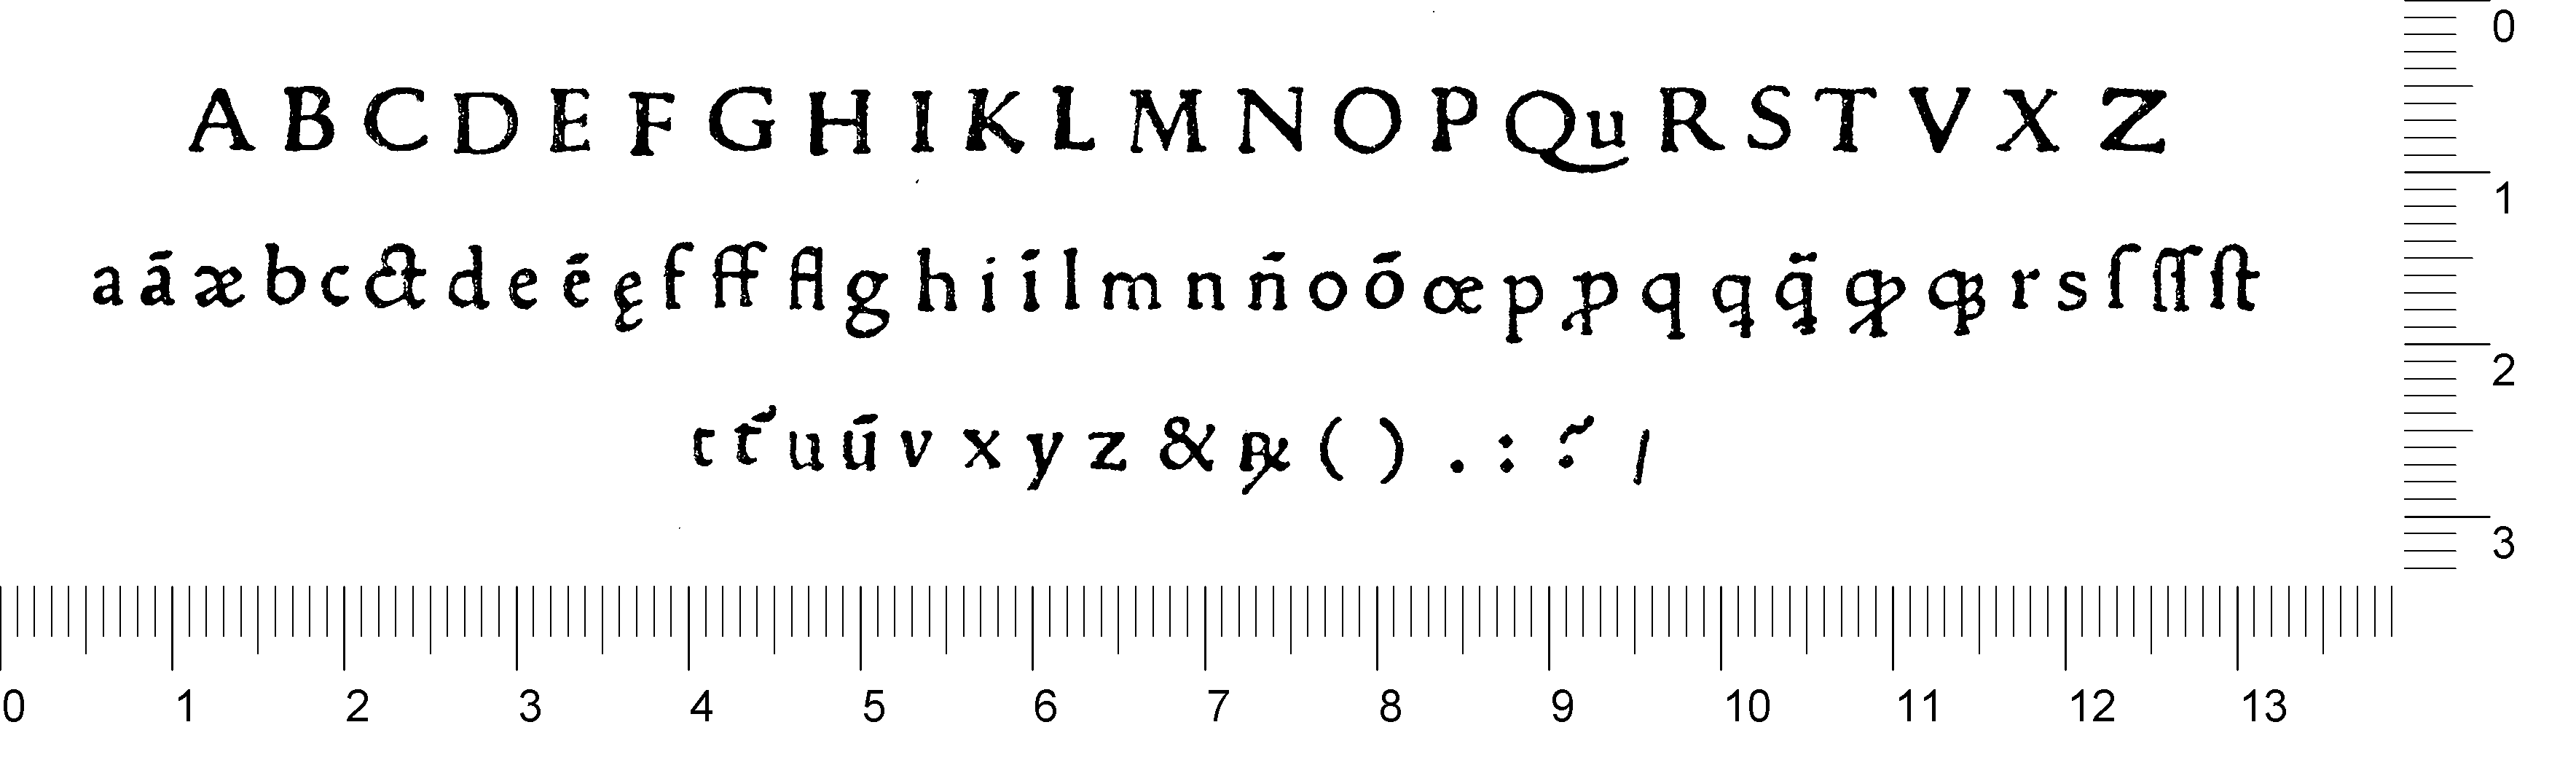 A B C D E F G H I K L M N O P Qu R S T V X Z
a ā æ b c ct d e ē ę f ff fl g h i ī l m n n̄ o ō œ p ꝓ q ꝗ ꝗ̈ ꝙ qꝫ r s ſ ſſ ſt
t t̄ u ū v x y z & ℞ ( ) . : ? /
0
1
2
3
0 1 2 3 4 5 6 7 8 9 10 11 12 13